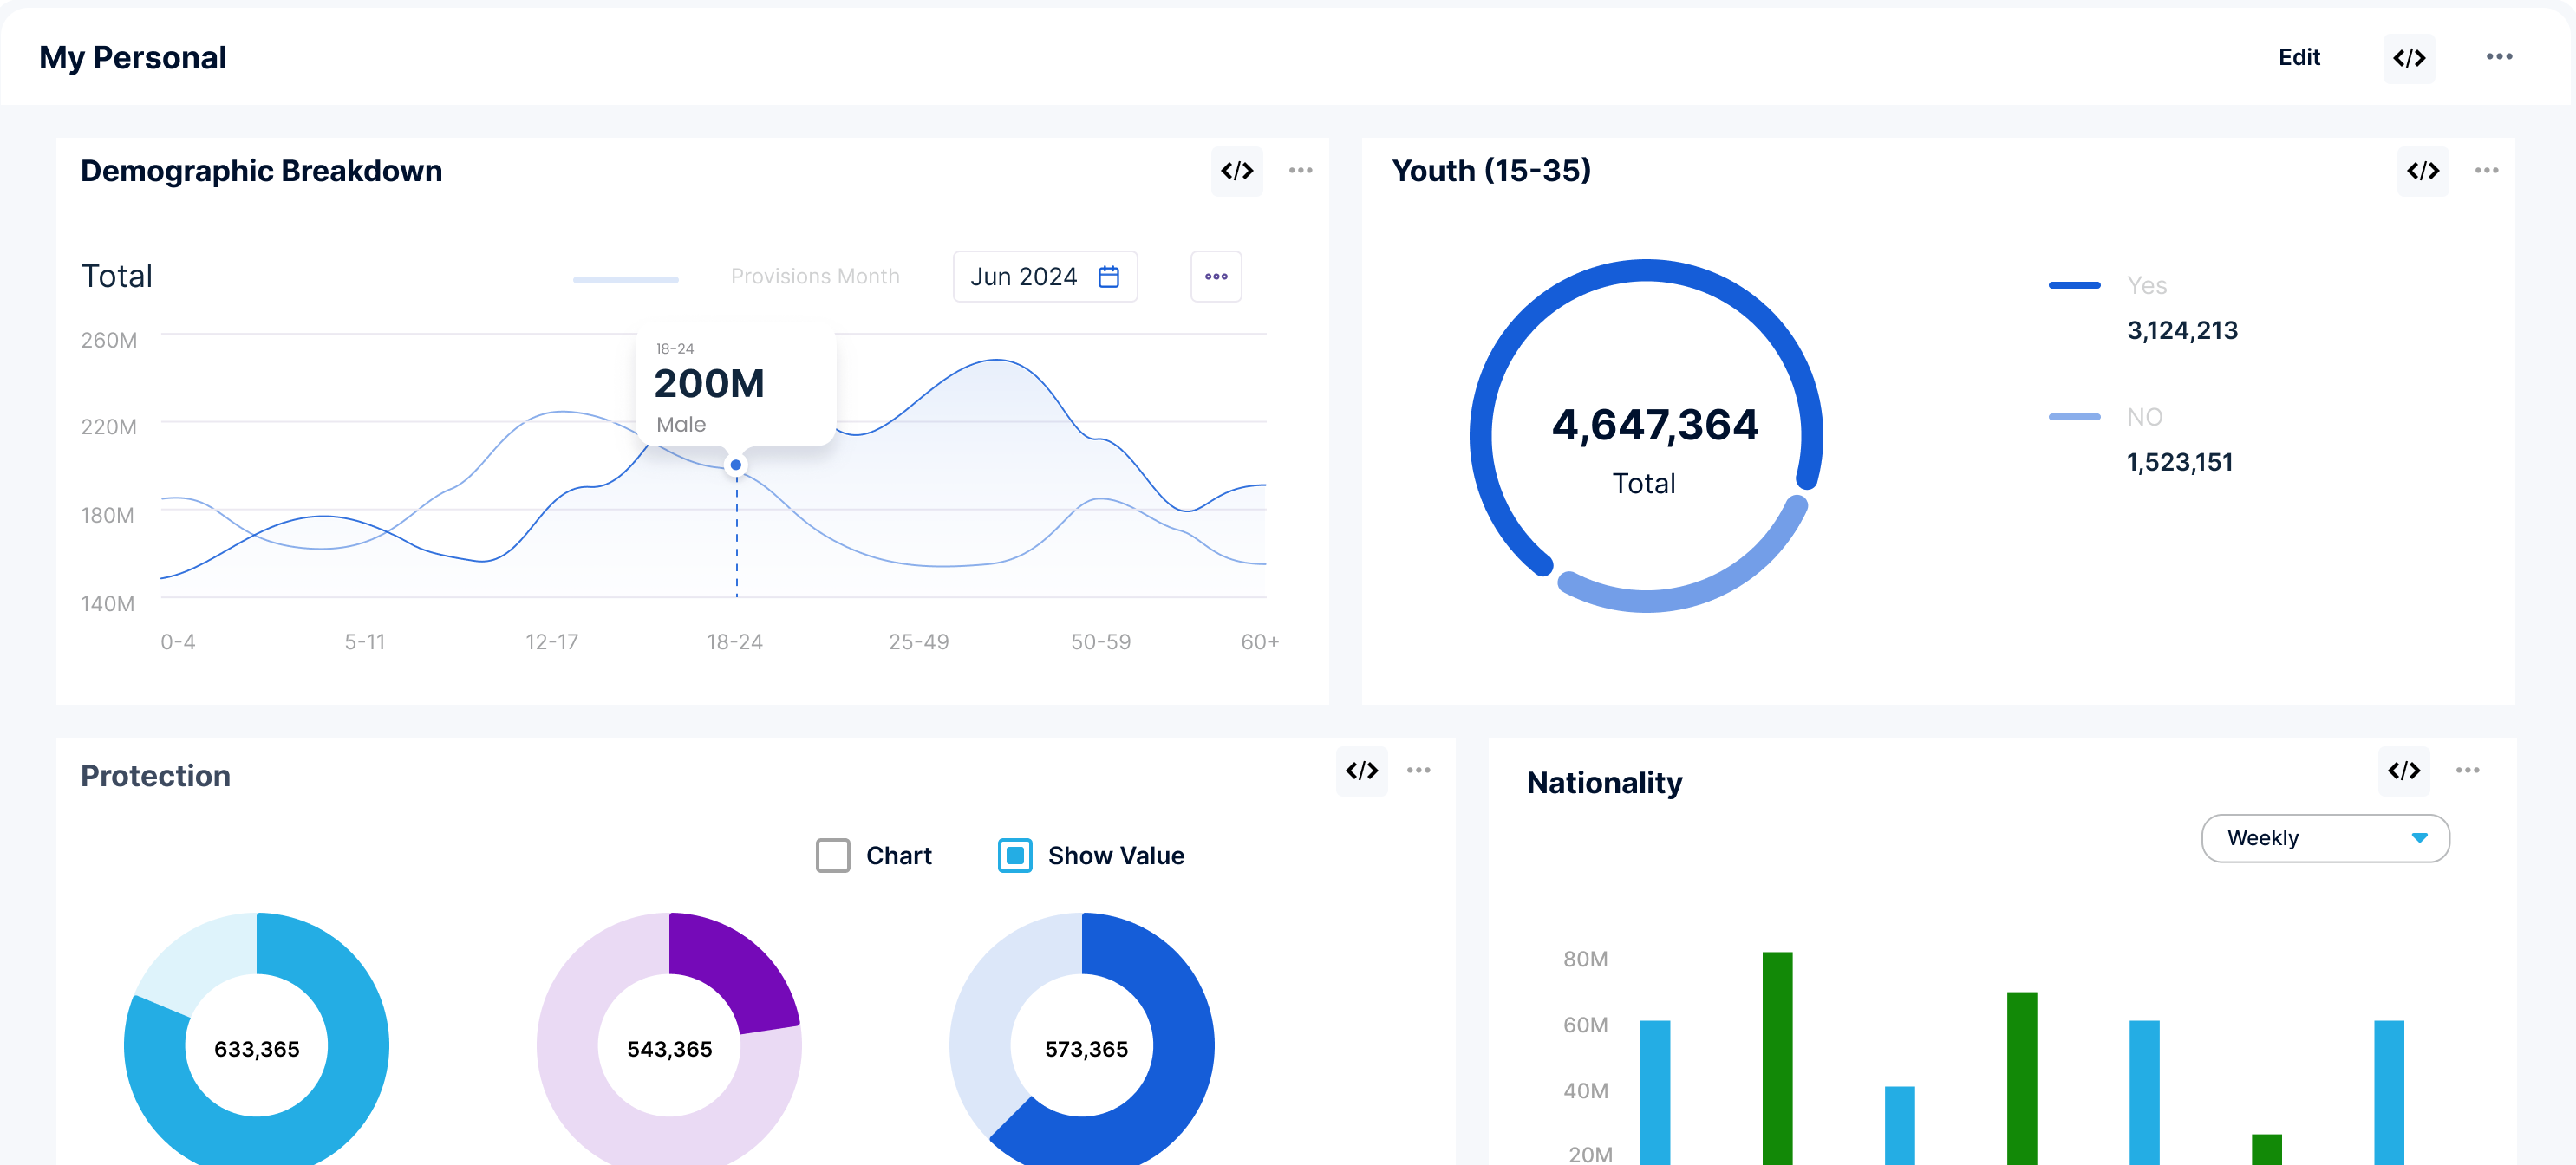 My Personal
Edit
</>
Demographic Breakdown
</>
Total
Provisions Month
Jun 2024
260M
220M
180M
140M
18-24
200M
Male
0-4
5-11
12-17
18-24
25-49
50-59
60+
Youth (15-35)
</>
4,647,364
Total
Yes
3,124,213
NO
1,523,151
Protection
</>
Chart
Show Value
633,365
543,365
573,365
Nationality
</>
Weekly
80M
60M
40M
20M